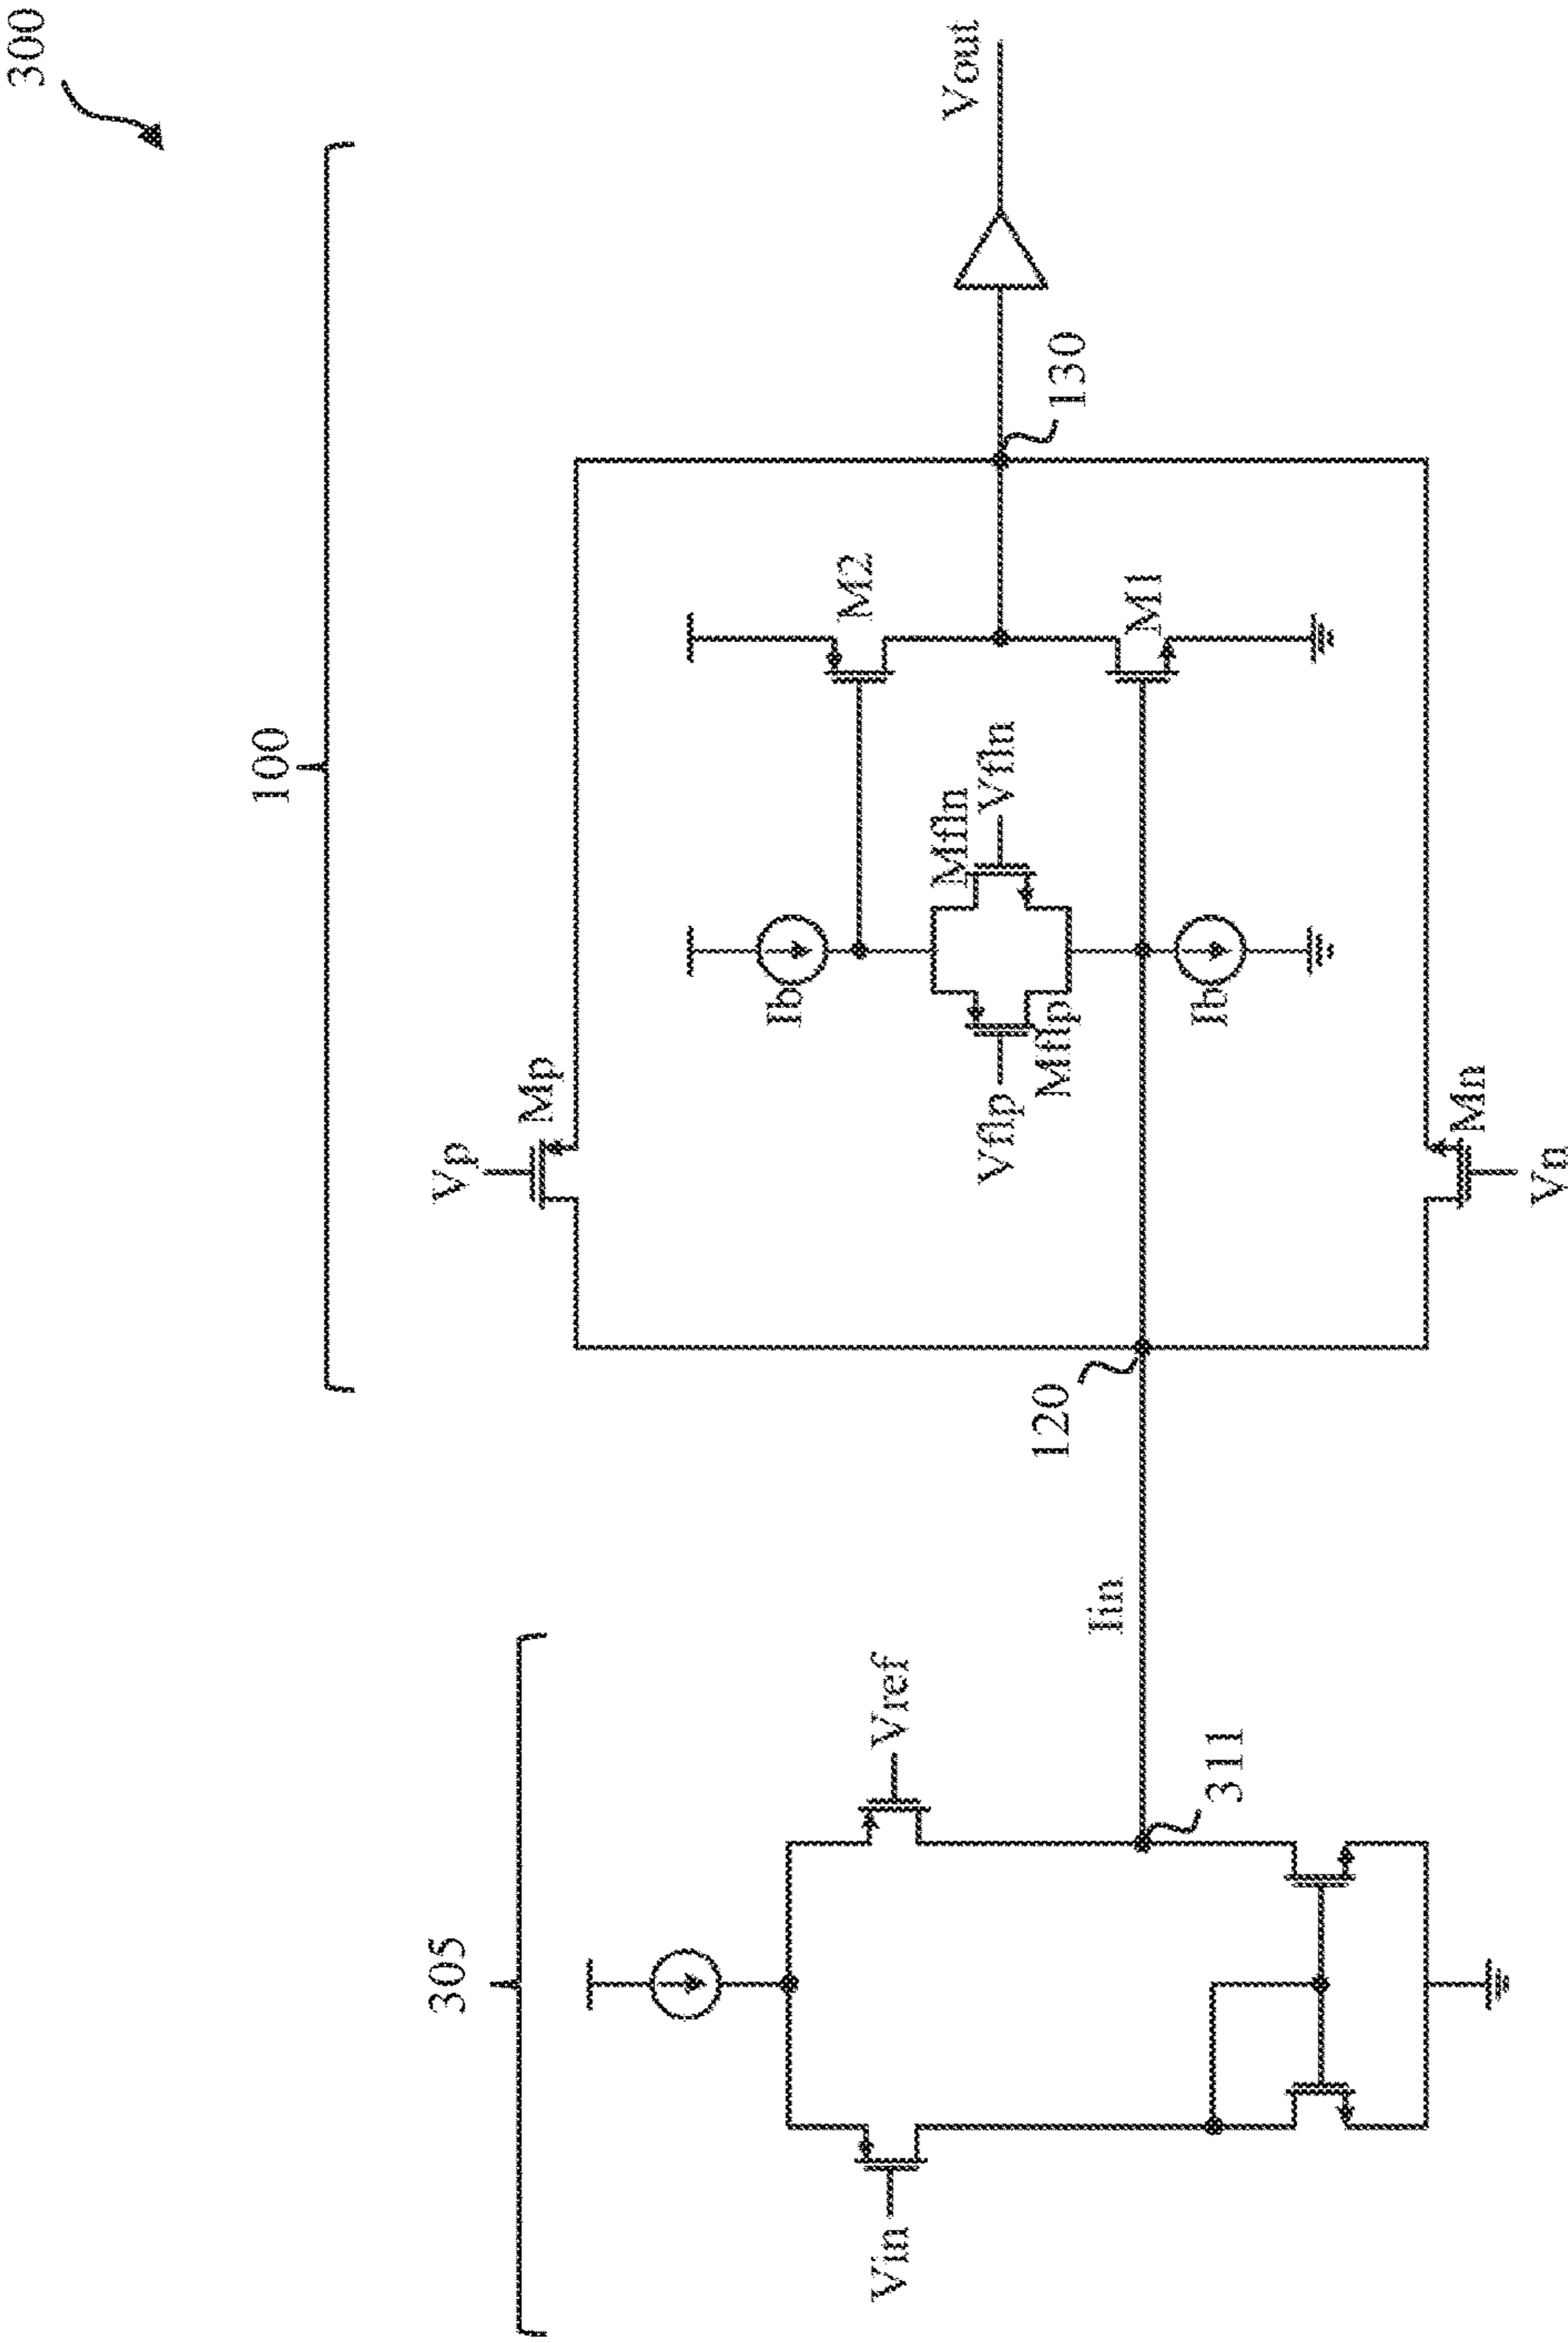 300
100
305
Vp
Mp
Vin
Vref
Iin
311
120
Ib
Vflp
Mflp
Mfln
Vfln
Ib
M2
M1
130
Vout
Mn
Vn